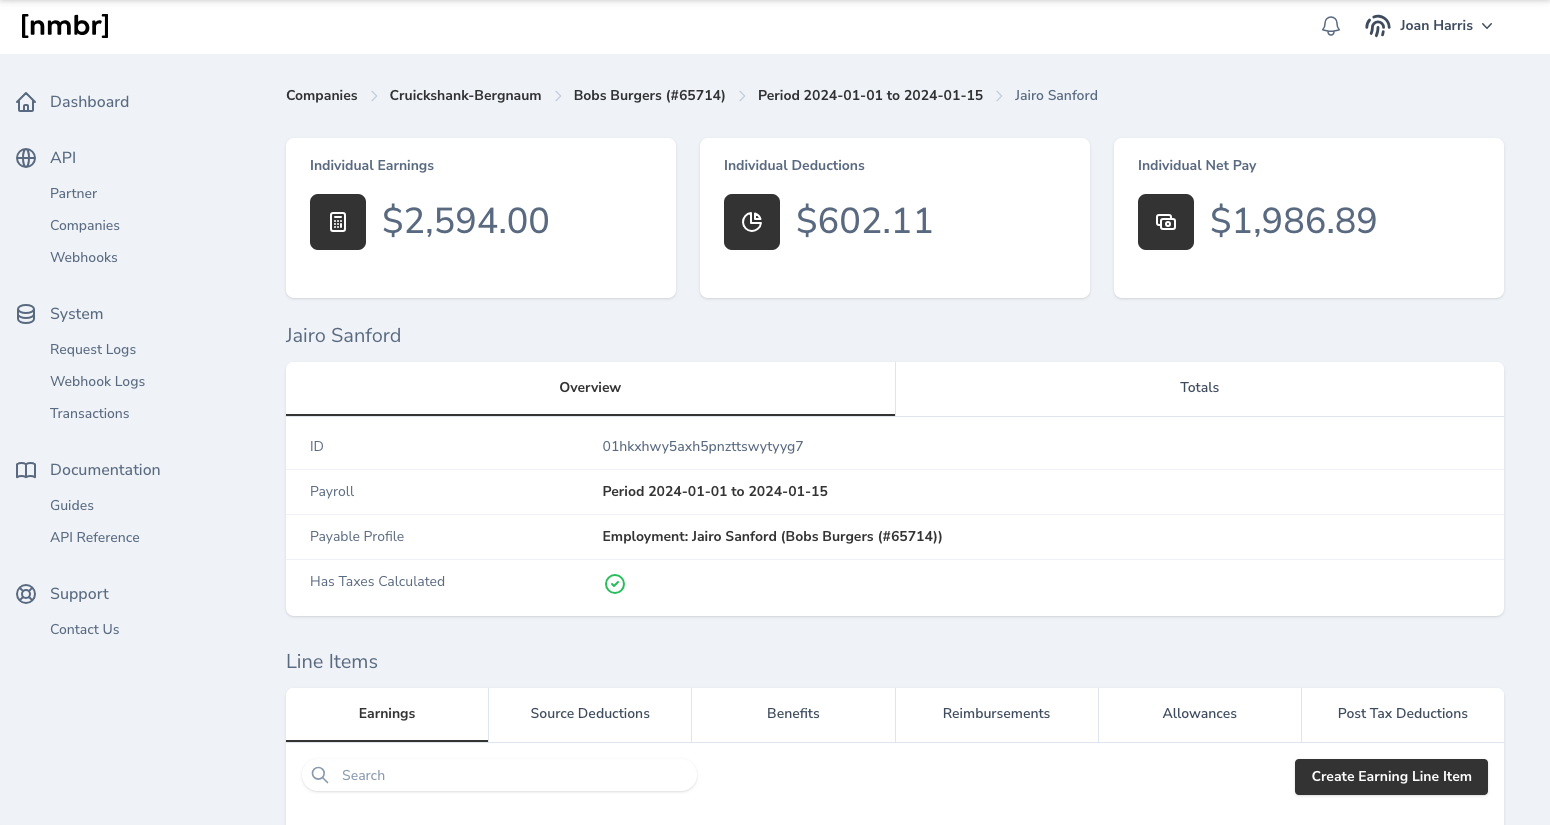 [nmbr]
Joan Harris
Dashboard
API
Partner
Companies
Webhooks
System
Request Logs
Webhook Logs
Transactions
Documentation
Guides
API Reference
Support
Contact Us
Companies > Cruickshank-Bergnaum > Bobs Burgers (#65714) > Period 2024-01-01 to 2024-01-15 > Jairo Sanford
Individual Earnings
$2,594.00
Individual Deductions
$602.11
Individual Net Pay
$1,986.89
Jairo Sanford
Overview Totals
ID 01hkxhwy5axh5pnzttswytyyg7
Payroll Period 2024-01-01 to 2024-01-15
Payable Profile Employment: Jairo Sanford (Bobs Burgers (#65714))
Has Taxes Calculated
Line Items
Earnings Source Deductions Benefits Reimbursements Allowances Post Tax Deductions
Search Create Earning Line Item